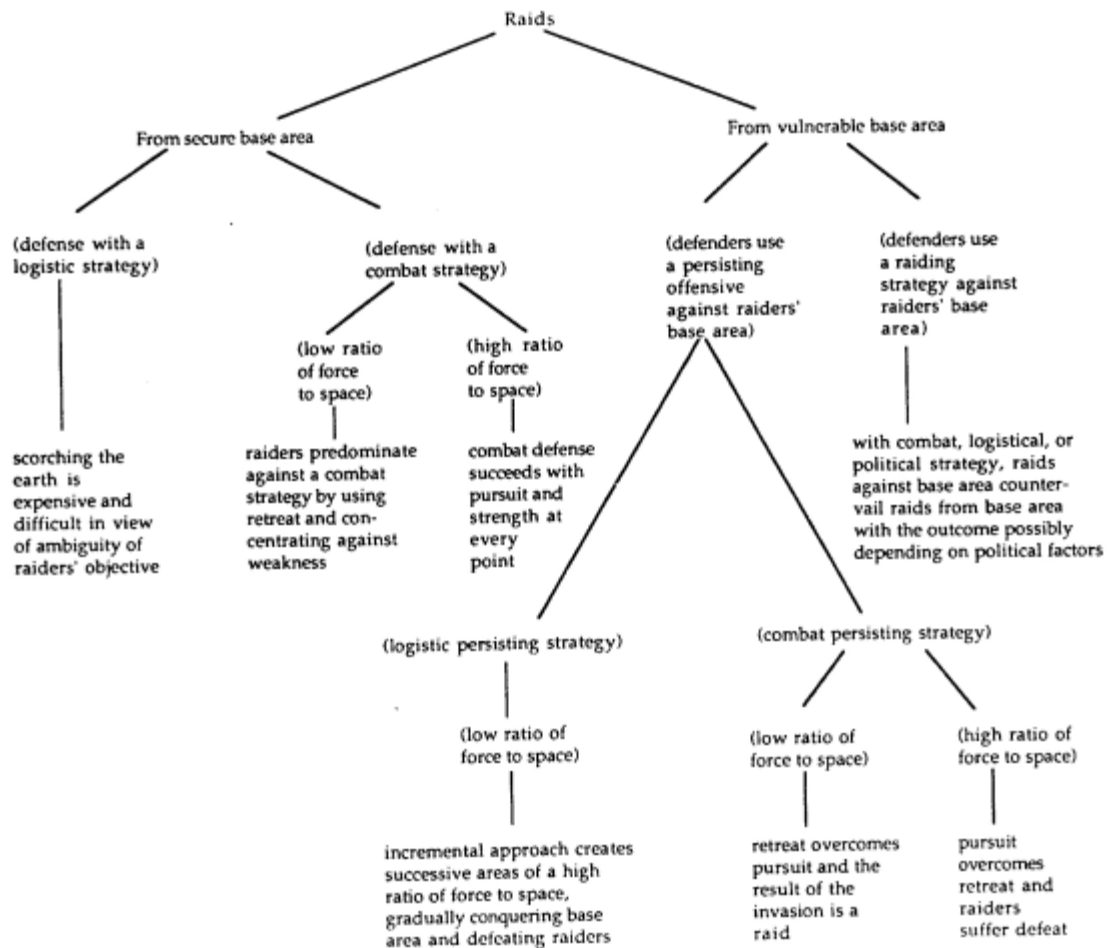 Raids
From secure base area
From vulnerable base area
(defense with a
logistic strategy)
(defense with a
combat strategy)
(defenders use
a persisting
offensive
against raiders'
base area)
(defenders use
a raiding
strategy against
raiders' base
area)
(low ratio
of force
to space)
(high ratio
of force
to space)
scorching the
earth is
expensive and
difficult in view
of ambiguity of
raiders' objective
raiders predominate
against a combat
strategy by using
retreat and con-
centrating against
weakness
combat defense
succeeds with
pursuit and
strength at
every
point
with combat, logistical, or
political strategy, raids
against base area counter-
vail raids from base area
with the outcome possibly
depending on political factors
(logistic persisting strategy)
(combat persisting strategy)
(low ratio of
force to space)
(low ratio of
force to space)
(high ratio of
force to space)
incremental approach creates
successive areas of a high
ratio of force to space,
gradually conquering base
area and defeating raiders
retreat overcomes
pursuit and the
result of the
invasion is a
raid
pursuit
overcomes
retreat and
raiders
suffer defeat